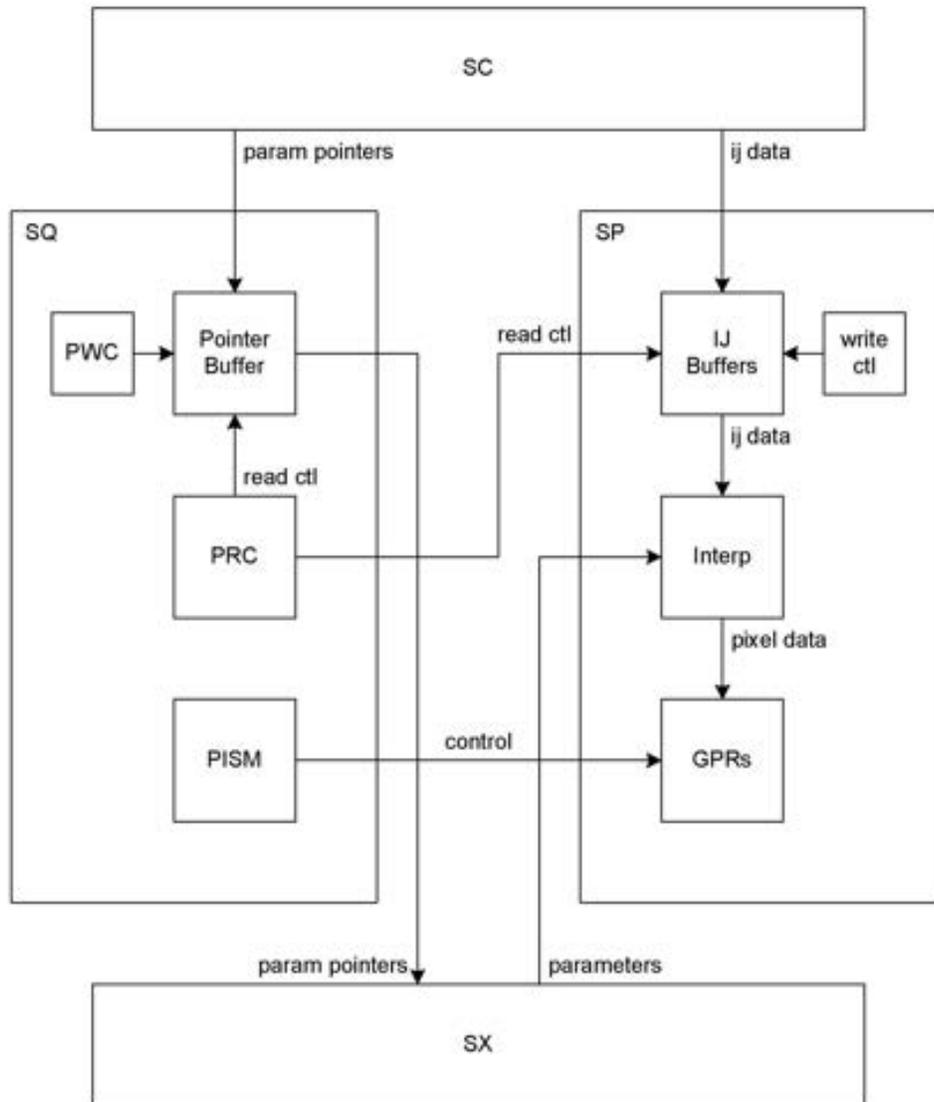 SC
param pointers
ij data
SQ
SP
PWC
Pointer
Buffer
read ctl
IJ
Buffers
write
ctl
ij data
read ctl
PRC
Interp
pixel data
PISM
control
GPRs
param pointers
parameters
SX